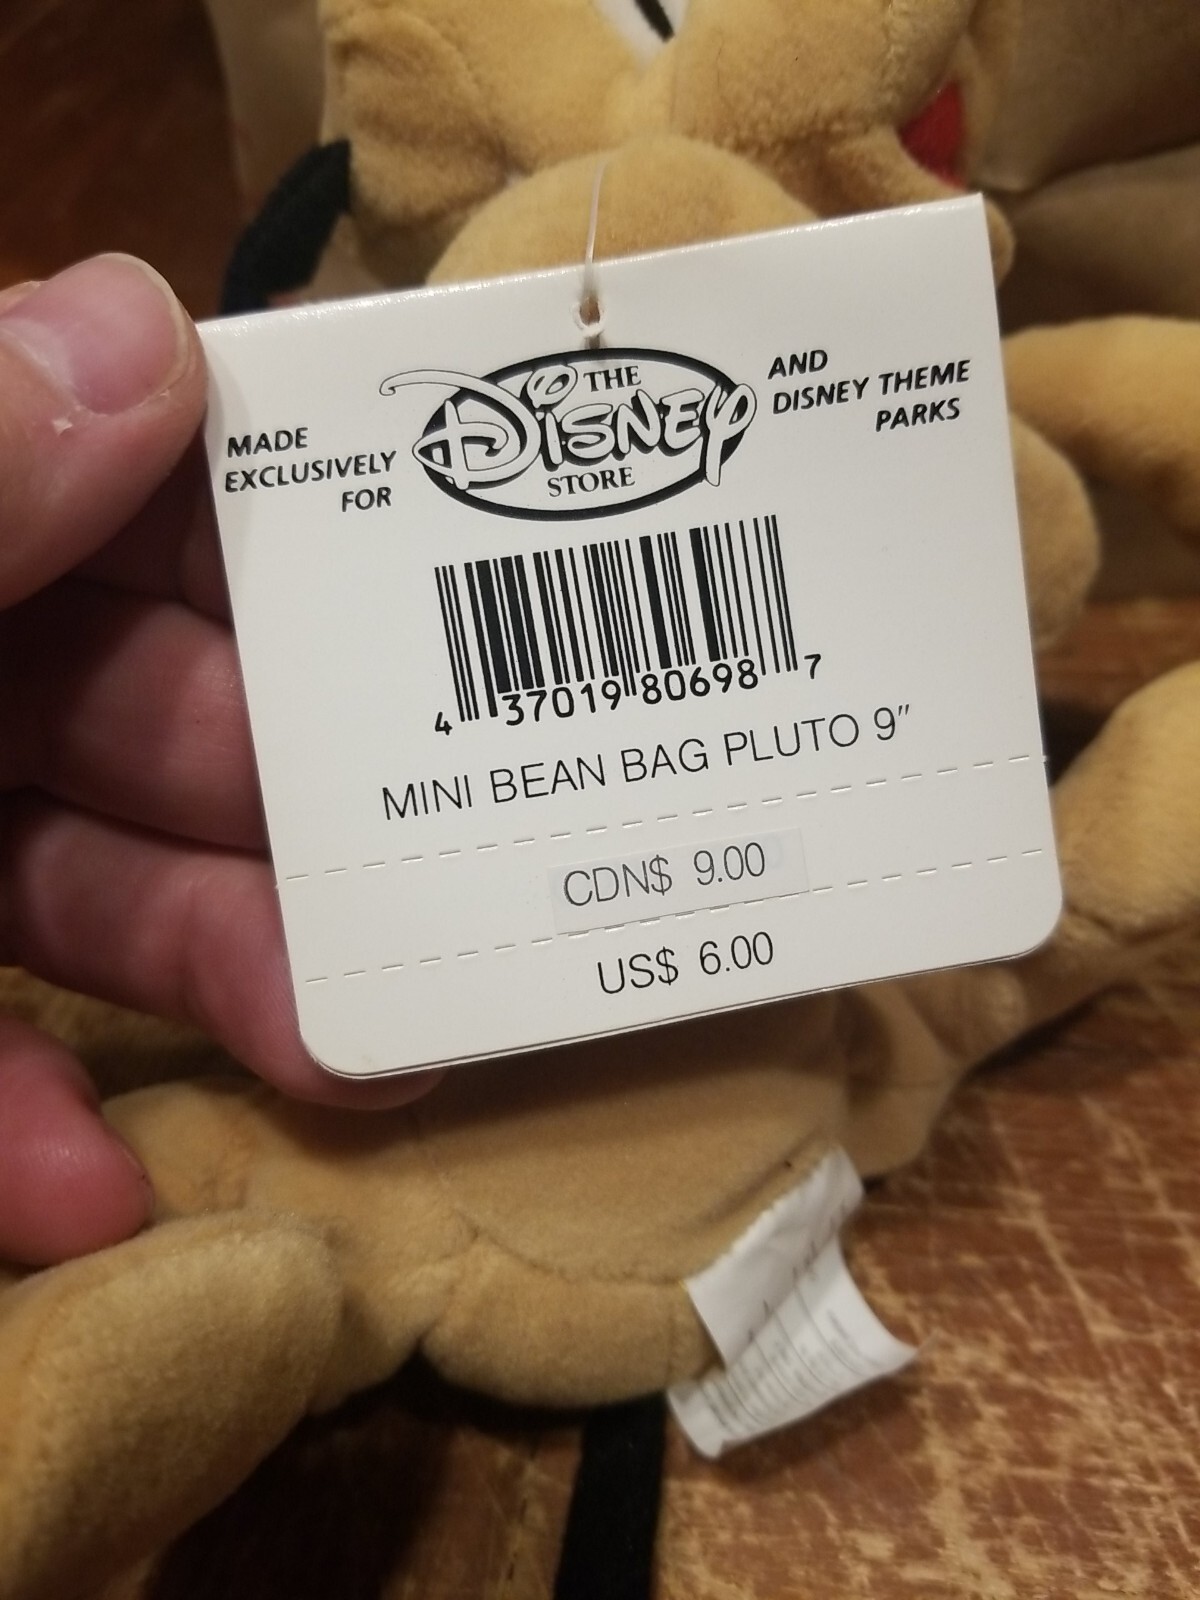 MADE
EXCLUSIVELY
FOR
THE
DISNEY
STORE
AND
DISNEY THEME
PARKS
4 37019 80698 7
MINI BEAN BAG PLUTO 9"
CDN$ 9.00
US$ 6.00